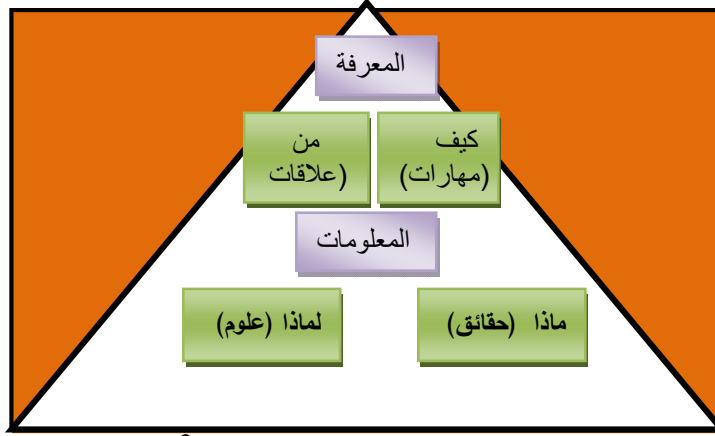 المعرفة
كيف
(مهارات)
من
(علاقات
المعلومات
ماذا (حقائق)
لماذا (علوم)